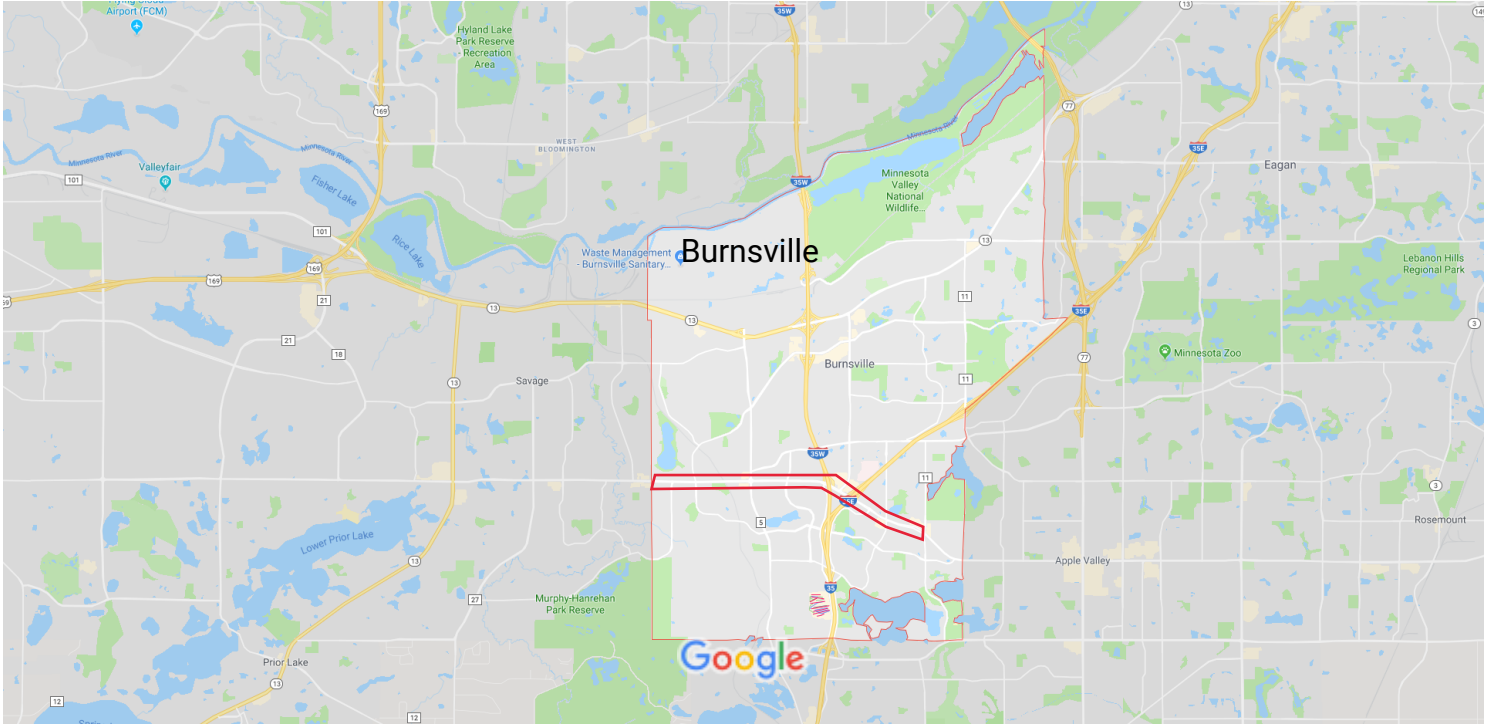 Airport (FCM)
35W
13
Hyland Lake
Park Reserve
- Recreation
Area
169
77
Minnesota River
WEST
BLOOMINGTON
35E
Minnesota River
Minnesota River
Valleyfair
101
Eagan
35W
Fisher Lake
Minnesota
Valley
National
Wildlife...
101
Rice Lake
13
Waste Management
- Burnsville Sanitary...
Burnsville
Lebanon Hills
Regional Park
169
169
21
13
11
35E
13
3
21
18
77
Minnesota Zoo
Burnsville
13
Savage
11
35W
11
3
35E
5
Rosemount
Lower Prior Lake
13
Apple Valley
35
27
Murphy-Hanrehan
Park Reserve
Google
Prior Lake
13
12
12